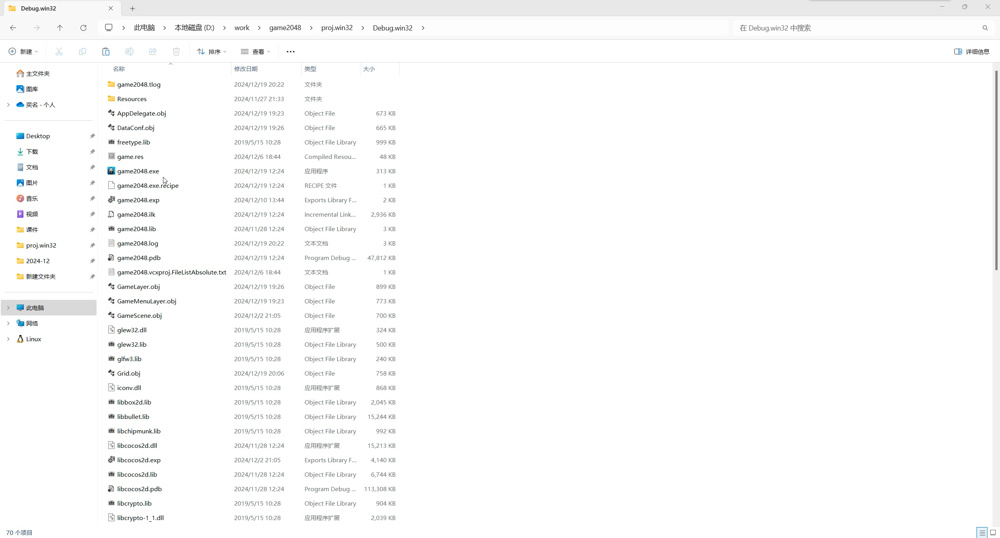 Debug.win32
此电脑 本地磁盘 (D:) work game2048 proj.win32 Debug.win32
在 Debug.win32 中搜索
新建 排序 查看 详细信息
主文件夹
图库
奕名 - 个人
Desktop
下载
文档
图片
音乐
视频
课件
proj.win32
2024-12
新建文件夹
此电脑
网络
Linux
名称 修改日期 类型 大小
game2048.tlog 2024/12/19 20:22 文件夹
Resources 2024/11/27 21:33 文件夹
AppDelegate.obj 2024/12/19 19:23 Object File 673 KB
DataConf.obj 2024/12/19 19:26 Object File 665 KB
freetype.lib 2019/5/15 10:28 Object File Library 999 KB
game.res 2024/12/6 18:44 Compiled Resou... 48 KB
game2048.exe 2024/12/19 12:24 应用程序 313 KB
game2048.exe.recipe 2024/12/19 12:24 RECIPE 文件 1 KB
game2048.exp 2024/12/10 13:44 Exports Library F... 2 KB
game2048.ilk 2024/12/19 12:24 Incremental Link... 2,936 KB
game2048.lib 2024/11/28 12:24 Object File Library 3 KB
game2048.log 2024/12/19 20:22 文本文档 3 KB
game2048.pdb 2024/12/19 12:24 Program Debug ... 47,812 KB
game2048.vcxproj.FileListAbsolute.txt 2024/12/6 18:44 文本文档 1 KB
GameLayer.obj 2024/12/19 19:26 Object File 899 KB
GameMenuLayer.obj 2024/12/19 19:23 Object File 773 KB
GameScene.obj 2024/12/2 21:05 Object File 700 KB
glew32.dll 2019/5/15 10:28 应用程序扩展 324 KB
glew32.lib 2019/5/15 10:28 Object File Library 500 KB
glfw3.lib 2019/5/15 10:28 Object File Library 240 KB
Grid.obj 2024/12/19 20:06 Object File 758 KB
iconv.dll 2019/5/15 10:28 应用程序扩展 868 KB
libbox2d.lib 2019/5/15 10:28 Object File Library 2,045 KB
libbullet.lib 2019/5/15 10:28 Object File Library 15,244 KB
libchipmunk.lib 2019/5/15 10:28 Object File Library 992 KB
libcocos2d.dll 2024/11/28 12:24 应用程序扩展 15,213 KB
libcocos2d.exp 2024/12/2 21:05 Exports Library F... 4,140 KB
libcocos2d.lib 2024/11/28 12:24 Object File Library 6,744 KB
libcocos2d.pdb 2024/11/28 12:24 Program Debug ... 113,308 KB
libcrypto.lib 2019/5/15 10:28 Object File Library 904 KB
libcrypto-1_1.dll 2019/5/15 10:28 应用程序扩展 2,039 KB
70 个项目